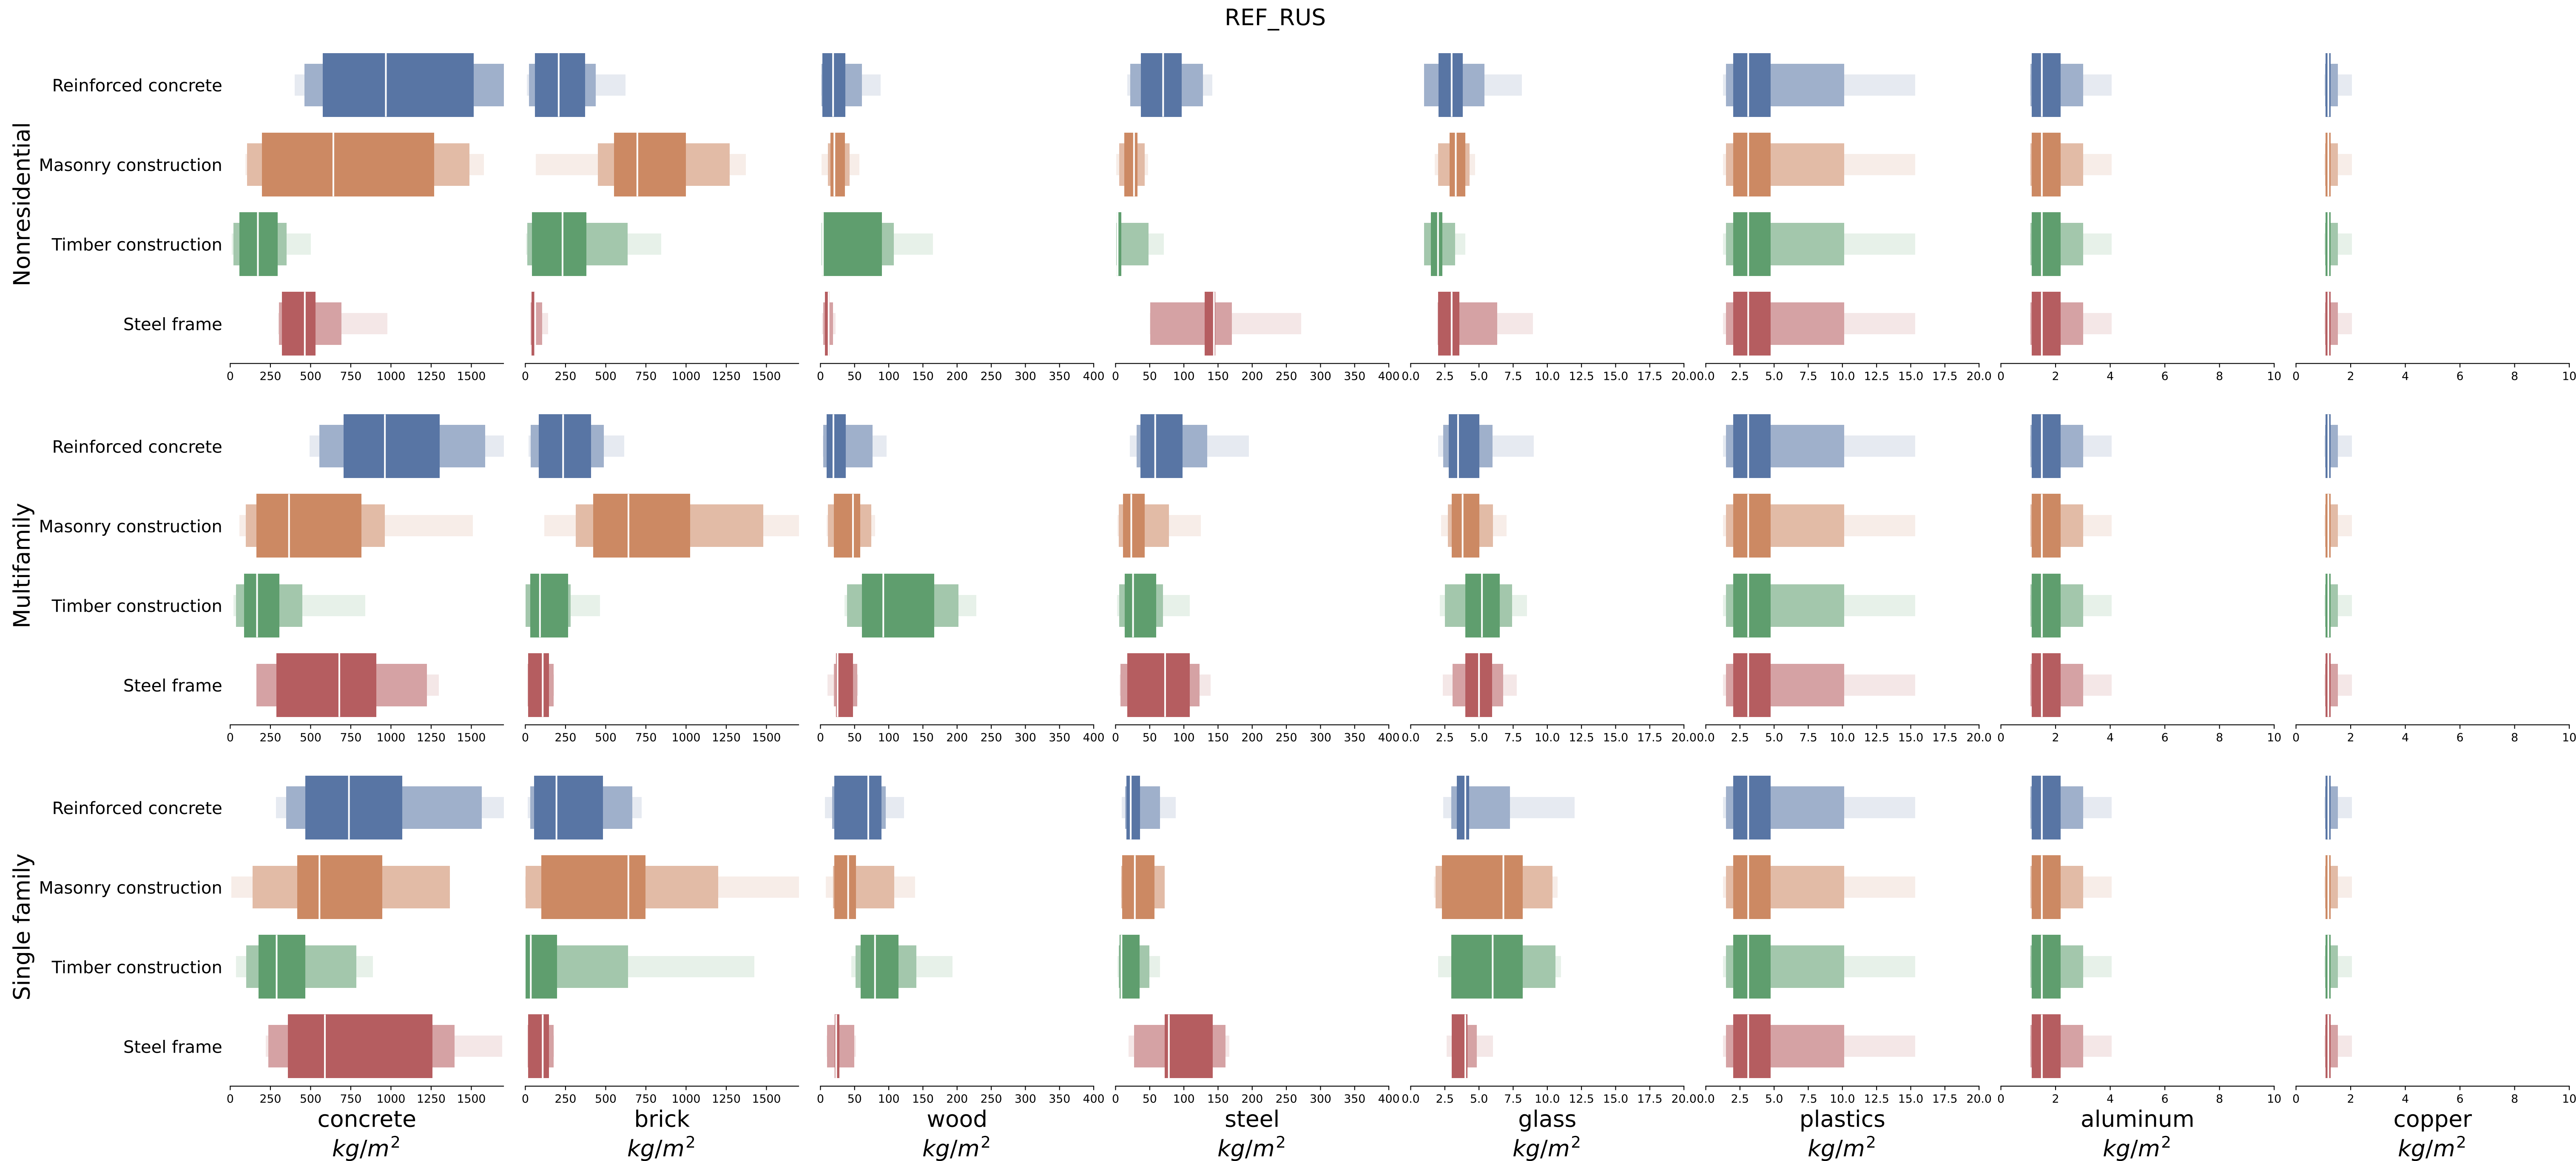 REF_RUS
Nonresidential
Reinforced concrete
Masonry construction
Timber construction
Steel frame
0 250 500 750 1000 1250 1500 0 250 500 750 1000 1250 1500 0 50 100 150 200 250 300 350 400 0 50 100 150 200 250 300 350 400 0.0 2.5 5.0 7.5 10.0 12.5 15.0 17.5 20.0 0.0 2.5 5.0 7.5 10.0 12.5 15.0 17.5 20.0 0 2 4 6 8 10 0 2 4 6 8 10
Multifamily
Reinforced concrete
Masonry construction
Timber construction
Steel frame
0 250 500 750 1000 1250 1500 0 250 500 750 1000 1250 1500 0 50 100 150 200 250 300 350 400 0 50 100 150 200 250 300 350 400 0.0 2.5 5.0 7.5 10.0 12.5 15.0 17.5 20.0 0.0 2.5 5.0 7.5 10.0 12.5 15.0 17.5 20.0 0 2 4 6 8 10 0 2 4 6 8 10
Single family
Reinforced concrete
Masonry construction
Timber construction
Steel frame
0 250 500 750 1000 1250 1500 0 250 500 750 1000 1250 1500 0 50 100 150 200 250 300 350 400 0 50 100 150 200 250 300 350 400 0.0 2.5 5.0 7.5 10.0 12.5 15.0 17.5 20.0 0.0 2.5 5.0 7.5 10.0 12.5 15.0 17.5 20.0 0 2 4 6 8 10 0 2 4 6 8 10
concrete brick wood steel glass plastics aluminum copper
kg/m² kg/m² kg/m² kg/m² kg/m² kg/m² kg/m² kg/m²